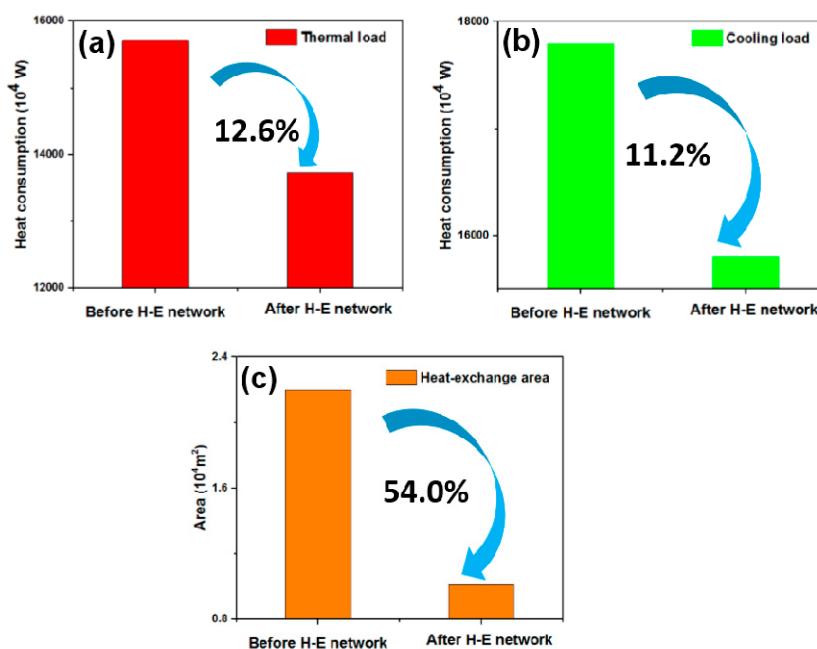 (a)
Thermal load
Heat consumption (10⁴ W)
16000
14000
12000
12.6%
Before H-E network
After H-E network
(b)
Cooling load
Heat consumption (10⁴ W)
18000
16000
11.2%
Before H-E network
After H-E network
(c)
Heat-exchange area
Area (10⁴m²)
2.4
1.6
0.8
54.0%
Before H-E network
After H-E network